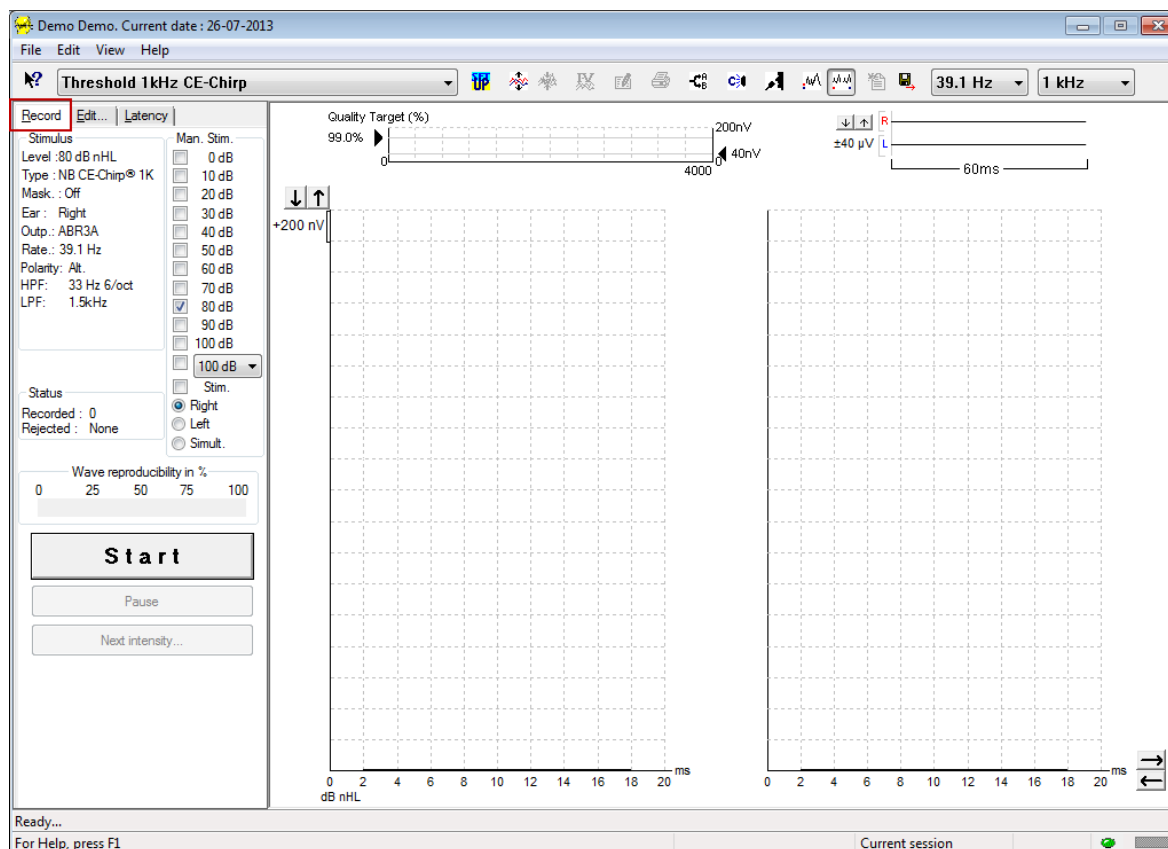 Demo Demo. Current date : 26-07-2013
File Edit View Help
Threshold 1kHz CE-Chirp
39.1 Hz
1 kHz
Record Edit... Latency
Stimulus
Level :80 dB nHL
Type : NB CE-Chirp® 1K
Mask. : Off
Ear : Right
Outp.: ABR3A
Rate.: 39.1 Hz
Polarity: Alt.
HPF: 33 Hz 6/oct
LPF: 1.5kHz
Man. Stim.
0 dB
10 dB
20 dB
30 dB
40 dB
50 dB
60 dB
70 dB
80 dB
90 dB
100 dB
100 dB
Stim.
Right
Left
Simult.
Status
Recorded : 0
Rejected : None
Wave reproducibility in %
0 25 50 75 100
Start
Pause
Next intensity...
Quality Target (%)
99.0%
0
200nV
40nV
0
4000
R
±40 µV L
60ms
+200 nV
0 2 4 6 8 10 12 14 16 18 20 ms
dB nHL
0 2 4 6 8 10 12 14 16 18 20 ms
Ready...
For Help, press F1
Current session